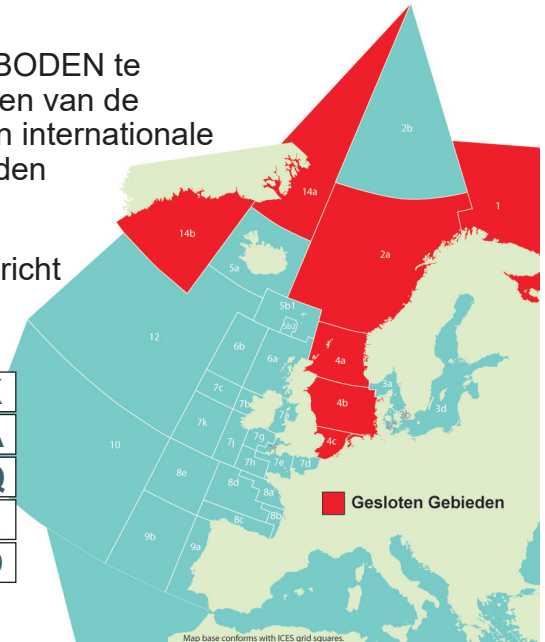 BODEN te
en van de
n internationale
den
richt
Q
2b
14a
1
14b
2a
5a
5b1
5b2
12
6b
6a
4a
7c
3a
4b
7b
3d
7k
7a
7j
7g
4c
10
7h
7e
7d
8e
8d
8a
8b
8c
9b
9a
Gesloten Gebieden
Map base conforms with ICES grid squares.